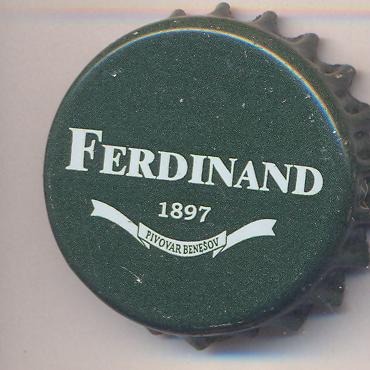 FERDINAND
1897
PIVOVAR BENEŠOV